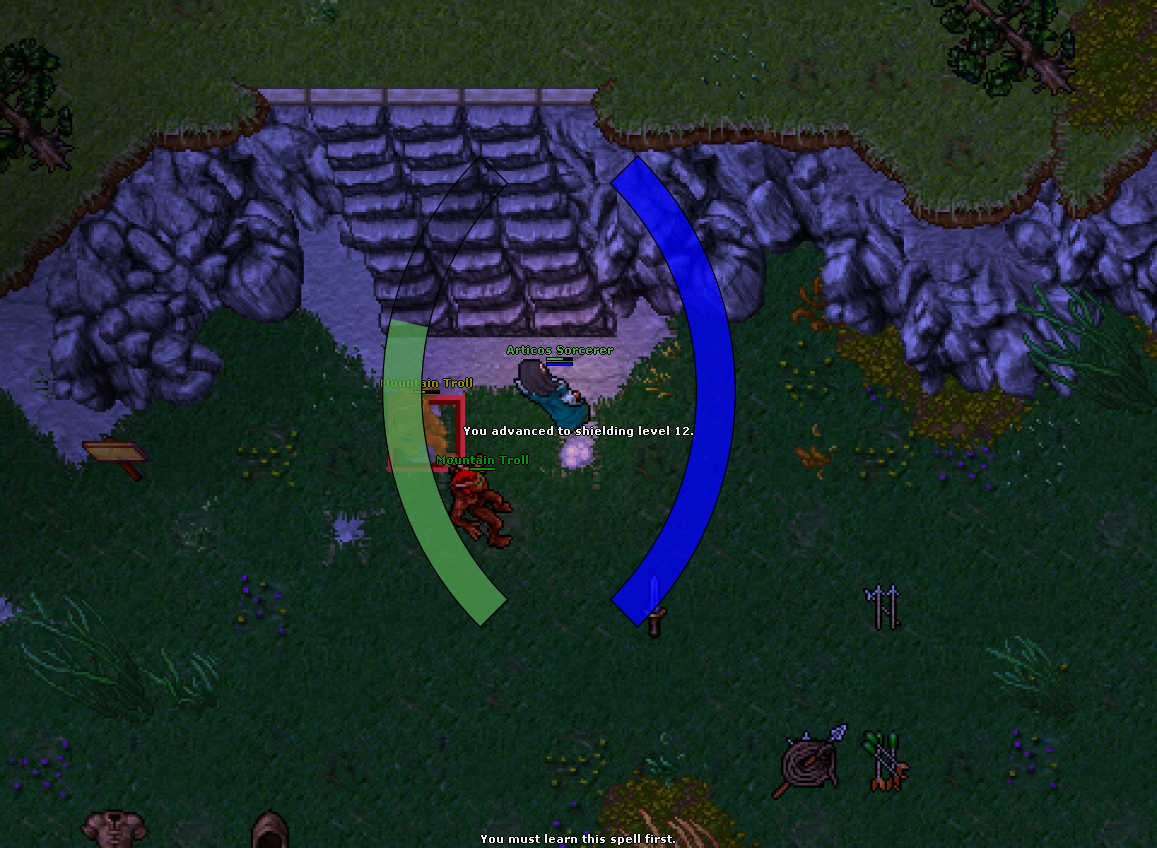 Articos Sorcerer
Mountain Troll
You advanced to shielding level 12.
Mountain Troll
You must learn this spell first.